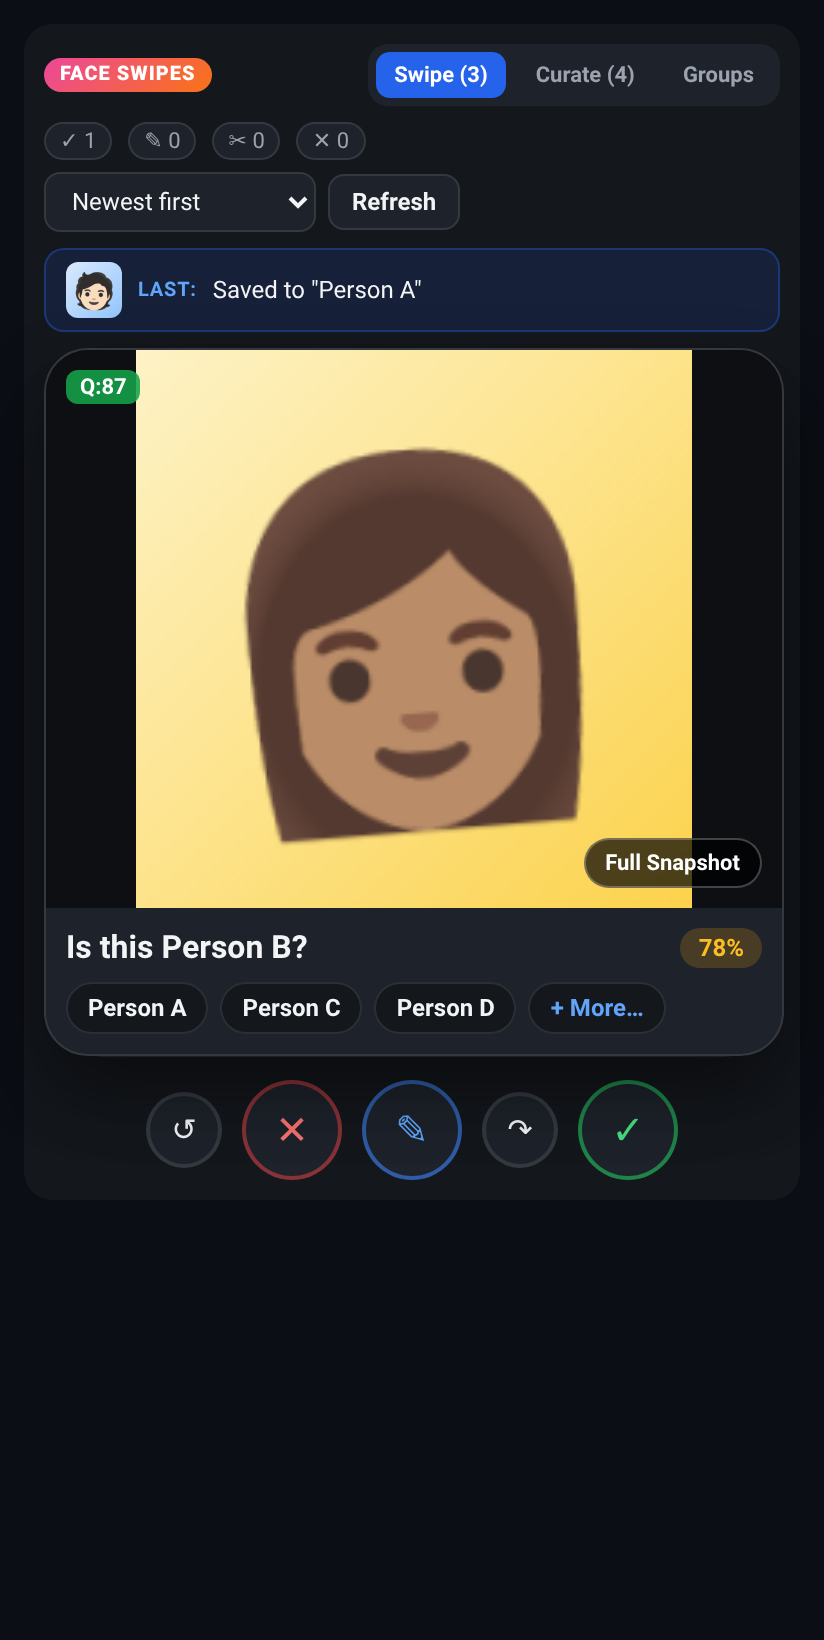 FACE SWIPES
Swipe (3) Curate (4) Groups
✓ 1 ✎ 0 ✂ 0 ✕ 0
Newest first Refresh
LAST: Saved to "Person A"
Q:87
Full Snapshot
Is this Person B? 78%
Person A Person C Person D + More...
↺ ✕ ✎ ↷ ✓